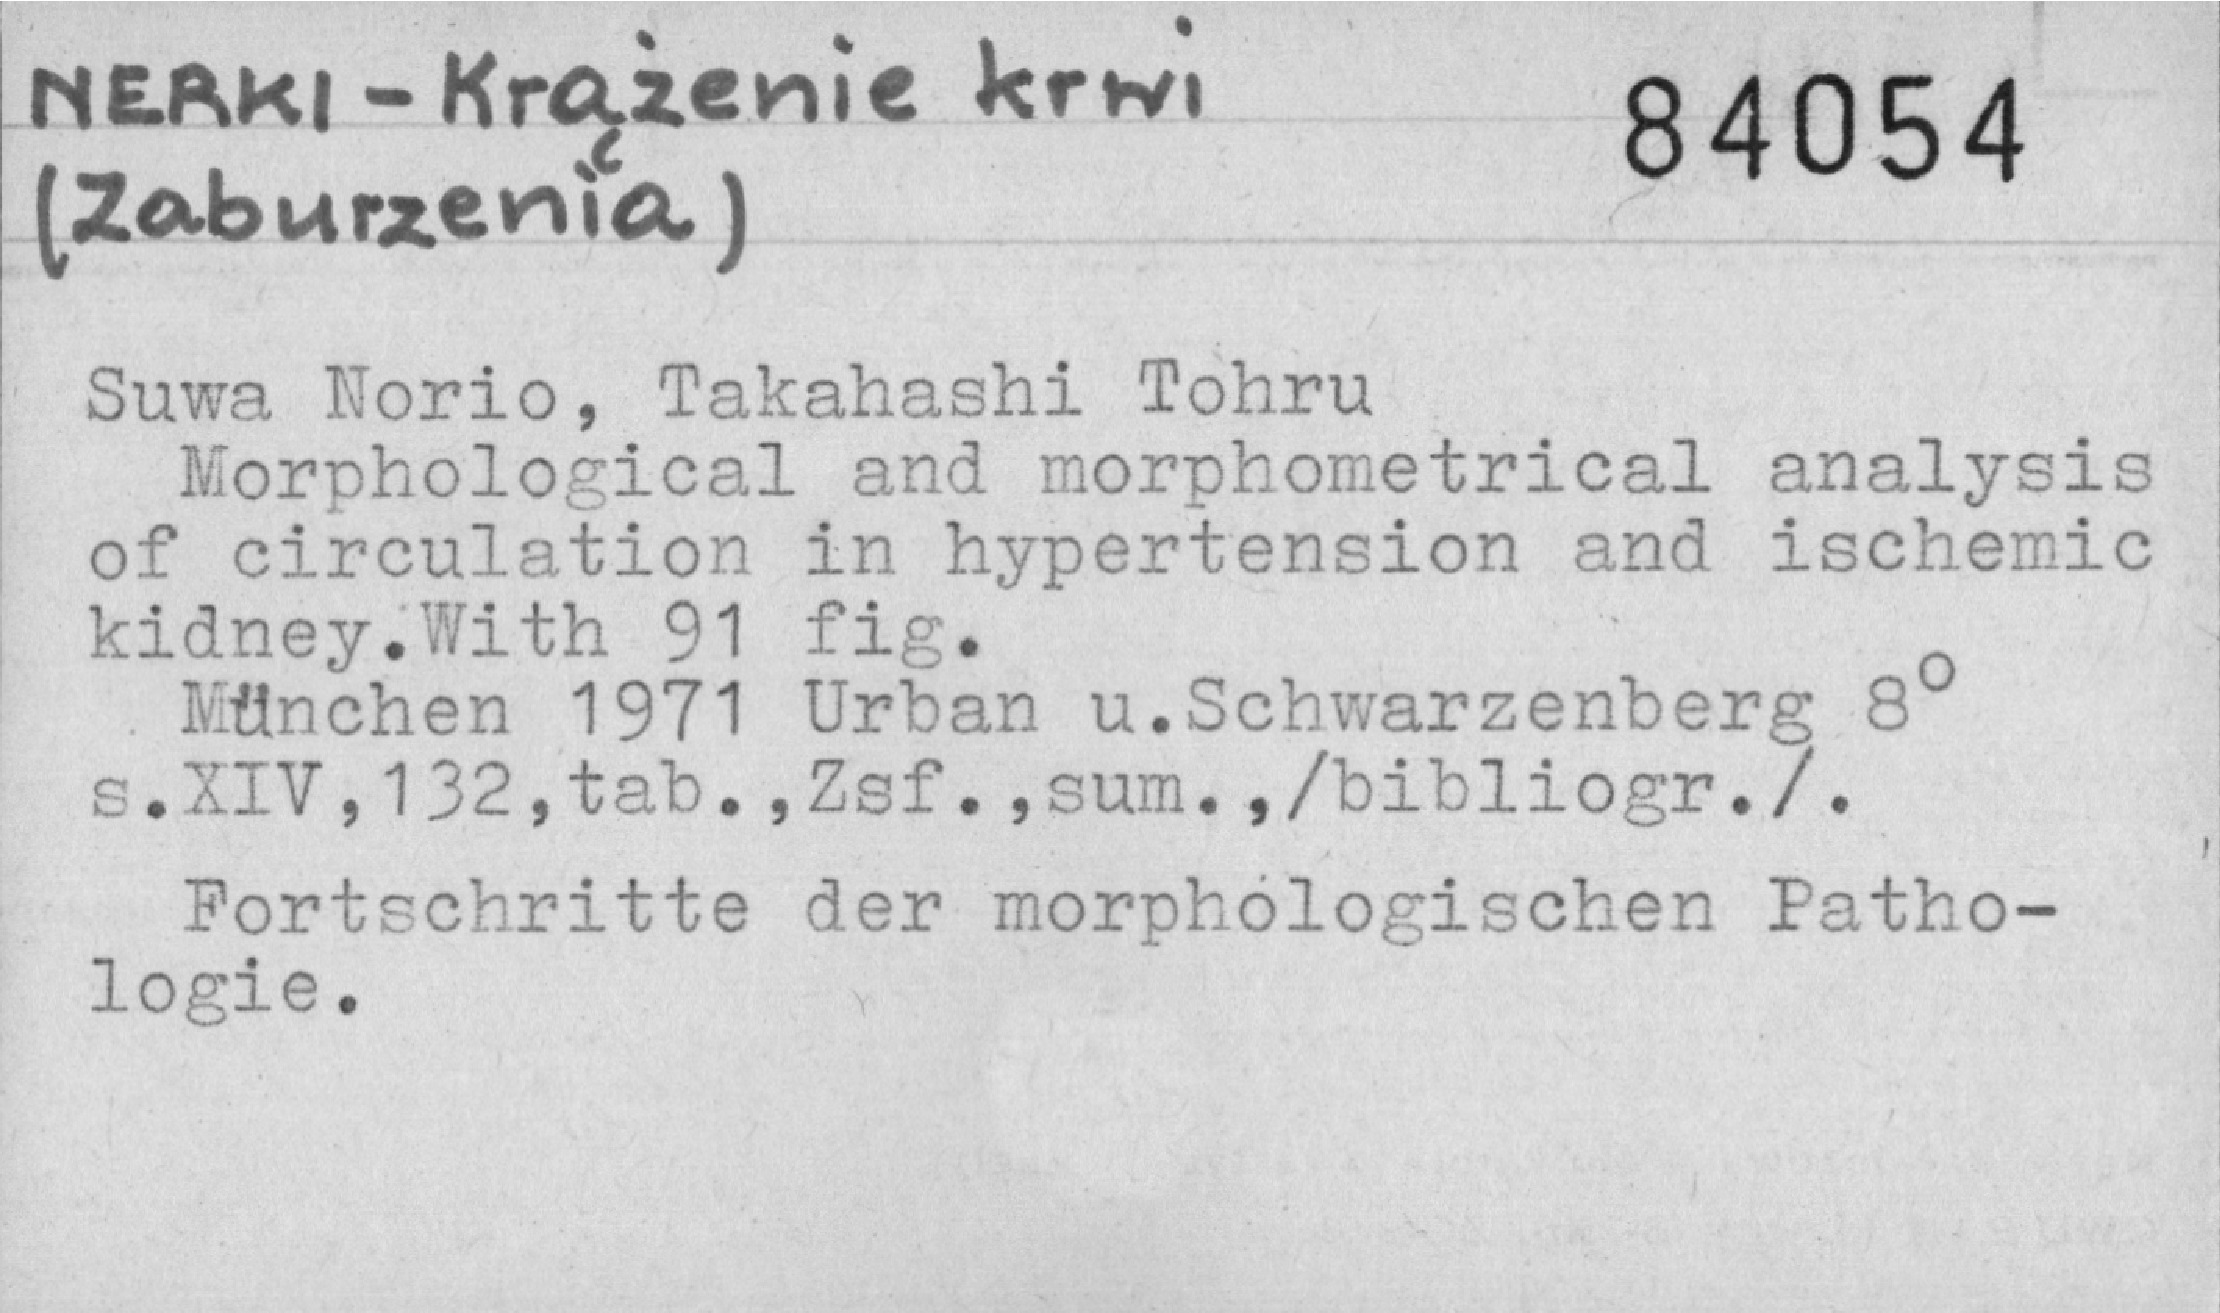 NERKI - Krążenie krwi
84054
(Zaburzenia)
Suwa Norio, Takahashi Tohru
Morphological and morphometrical analysis
of circulation in hypertension and ischemic
kidney.With 91 fig.
München 1971 Urban u.Schwarzenberg 8°
s.XIV,132,tab.,Zsf.,sum.,/bibliogr./.
Fortschritte der morphologischen Patho-
logie.